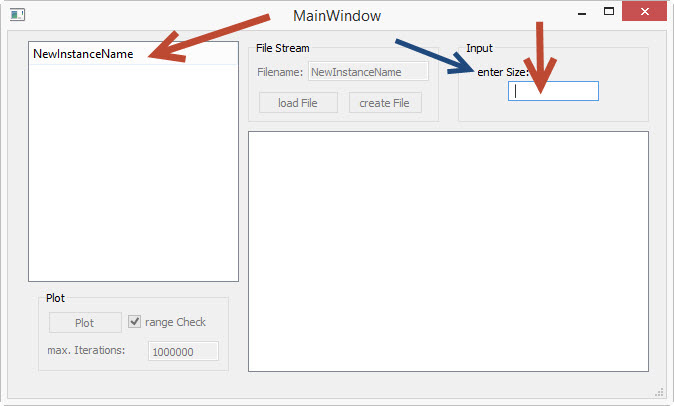 MainWindow
NewInstanceName
File Stream
Filename: NewInstanceName
load File create File
Input
enter Size:
Plot
Plot range Check
max. Iterations: 1000000